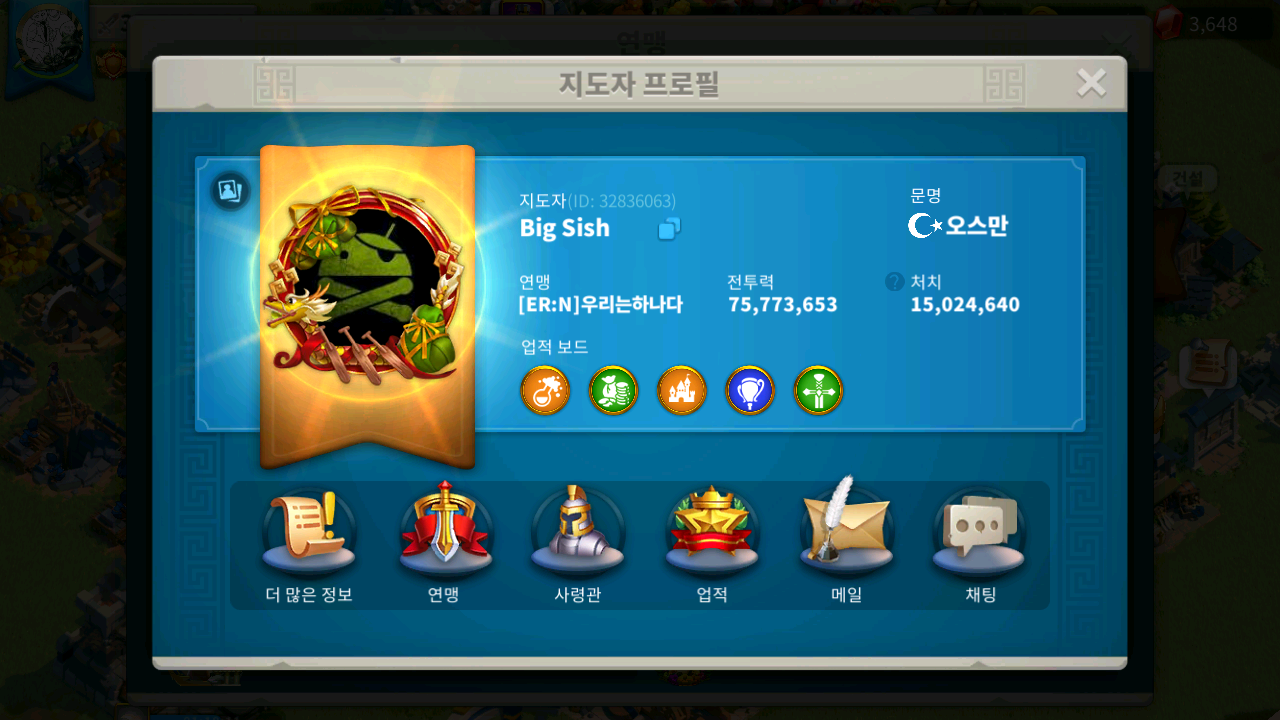 연맹
3,648
지도자 프로필
건설
지도자(ID: 32836063)
Big Sish
문명
오스만
연맹
[ER:N]우리는하나다
전투력
75,773,653
? 처치
15,024,640
업적 보드
더 많은 정보
연맹
사령관
업적
메일
채팅